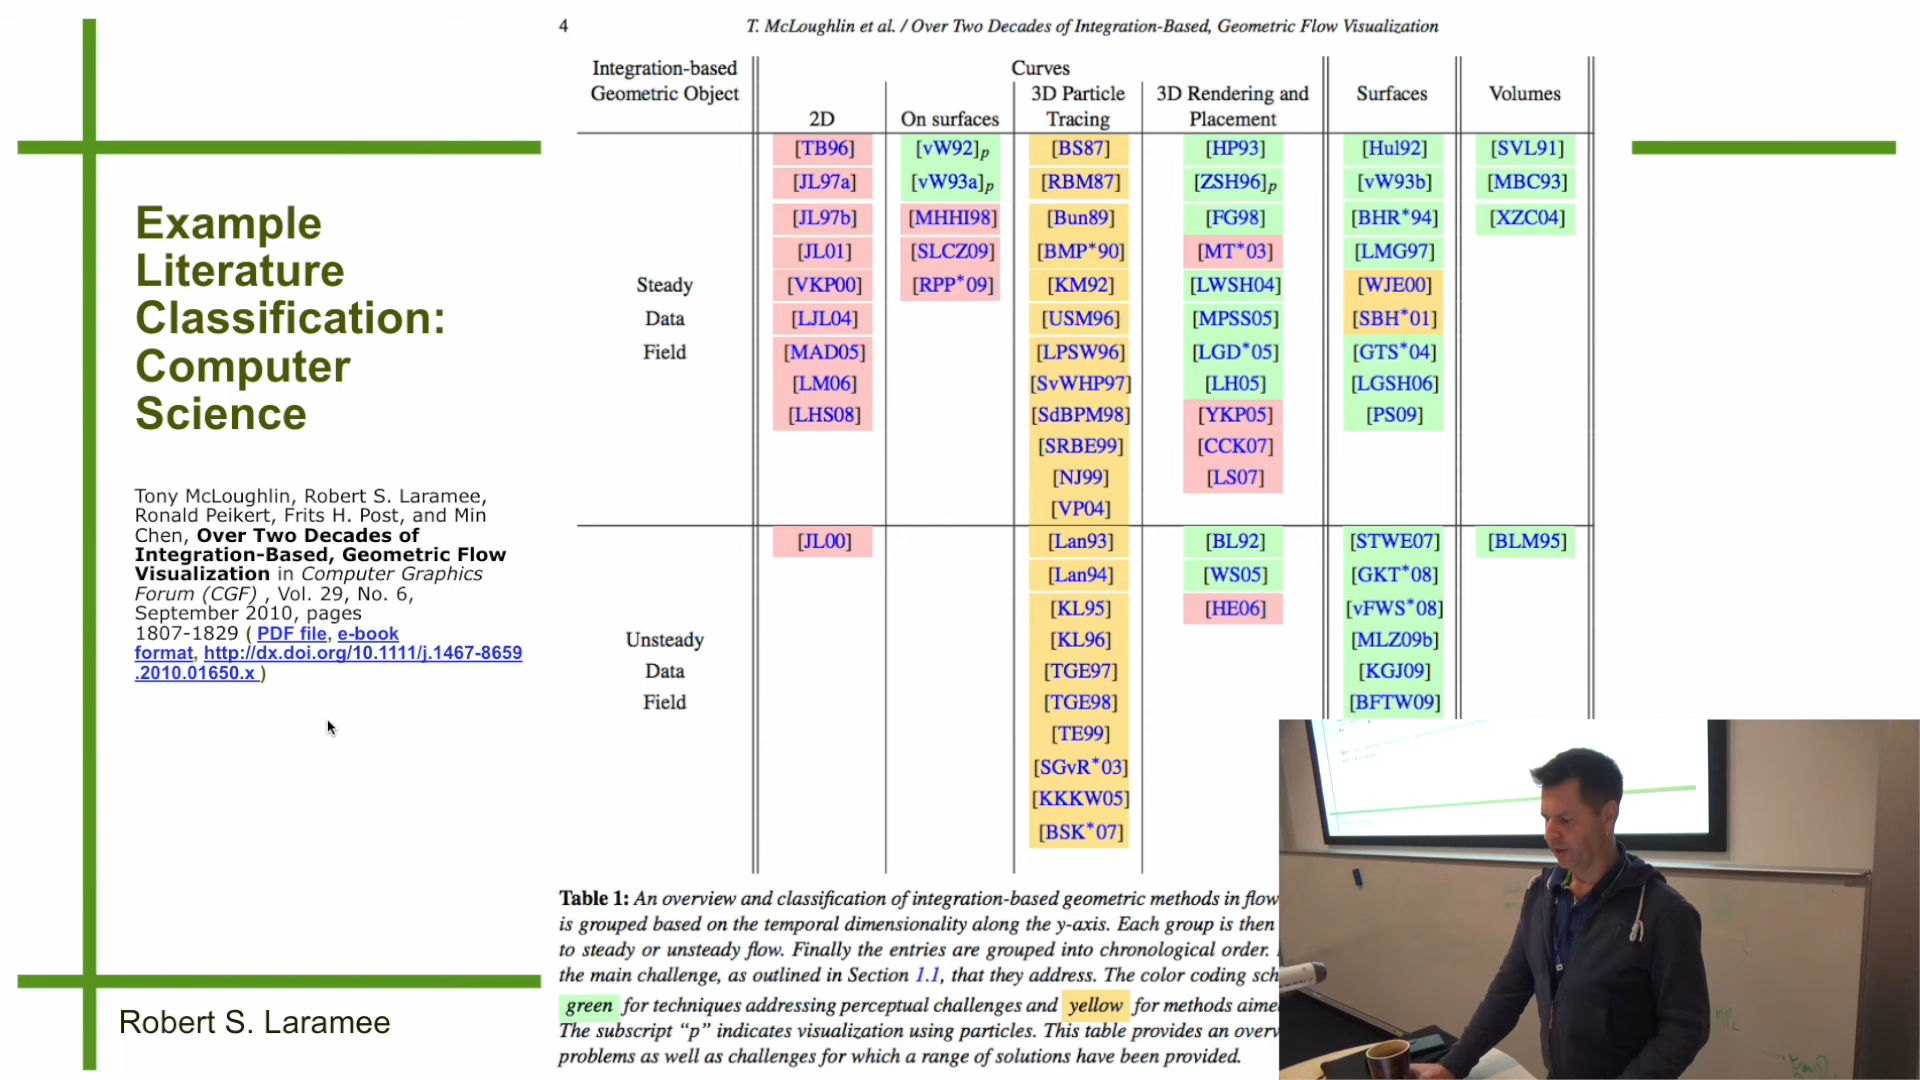 4
T. McLoughlin et al. / Over Two Decades of Integration-Based, Geometric Flow Visualization
Example
Literature
Classification:
Computer
Science
Tony McLoughlin, Robert S. Laramee,
Ronald Peikert, Frits H. Post, and Min
Chen, Over Two Decades of
Integration-Based, Geometric Flow
Visualization in Computer Graphics
Forum (CGF) , Vol. 29, No. 6,
September 2010, pages
1807-1829 ( PDF file, e-book
format, http://dx.doi.org/10.1111/j.1467-8659
.2010.01650.x )
Robert S. Laramee
Integration-based Curves
Geometric Object 3D Particle 3D Rendering and Surfaces Volumes
2D On surfaces Tracing Placement
[TB96] [vW92]p [BS87] [HP93] [Hul92] [SVL91]
[JL97a] [vW93a]p [RBM87] [ZSH96]p [vW93b] [MBC93]
[JL97b] [MHHI98] [Bun89] [FG98] [BHR*94] [XZC04]
[JL01] [SLCZ09] [BMP*90] [MT*03] [LMG97]
Steady [VKP00] [RPP*09] [KM92] [LWSH04] [WJE00]
Data [LJL04] [USM96] [MPSS05] [SBH*01]
Field [MAD05] [LPSW96] [LGD*05] [GTS*04]
[LM06] [SvWHP97] [LH05] [LGSH06]
[LHS08] [SdBPM98] [YKP05] [PS09]
[SRBE99] [CCK07]
[NJ99] [LS07]
[VP04]
[JL00] [Lan93] [BL92] [STWE07] [BLM95]
[Lan94] [WS05] [GKT*08]
[KL95] [HE06] [vFWS*08]
Unsteady [KL96] [MLZ09b]
Data [TGE97] [KGJ09]
Field [TGE98] [BFTW09]
[TE99]
[SGvR*03]
[KKKW05]
[BSK*07]
Table 1: An overview and classification of integration-based geometric methods in flow
is grouped based on the temporal dimensionality along the y-axis. Each group is then
to steady or unsteady flow. Finally the entries are grouped into chronological order.
the main challenge, as outlined in Section 1.1, that they address. The color coding
green for techniques addressing perceptual challenges and yellow for methods
The subscript “p” indicates visualization using particles. This table provides an
problems as well as challenges for which a range of solutions have been provided.